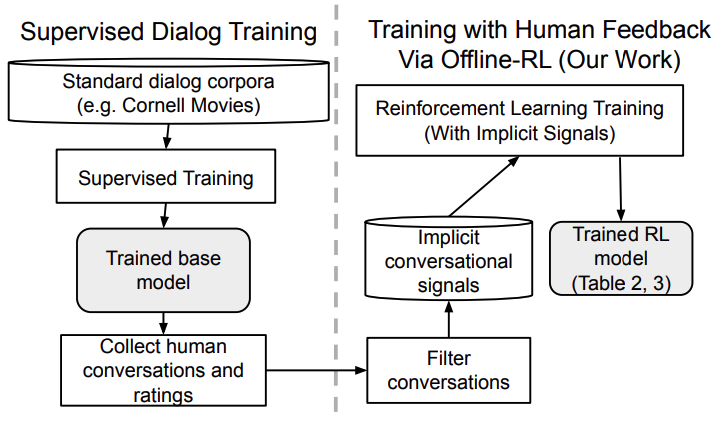 Supervised Dialog Training
Standard dialog corpora
(e.g. Cornell Movies)
Supervised Training
Trained base
model
Collect human
conversations and
ratings
Training with Human Feedback
Via Offline-RL (Our Work)
Reinforcement Learning Training
(With Implicit Signals)
Implicit
conversational
signals
Trained RL
model
(Table 2, 3)
Filter
conversations